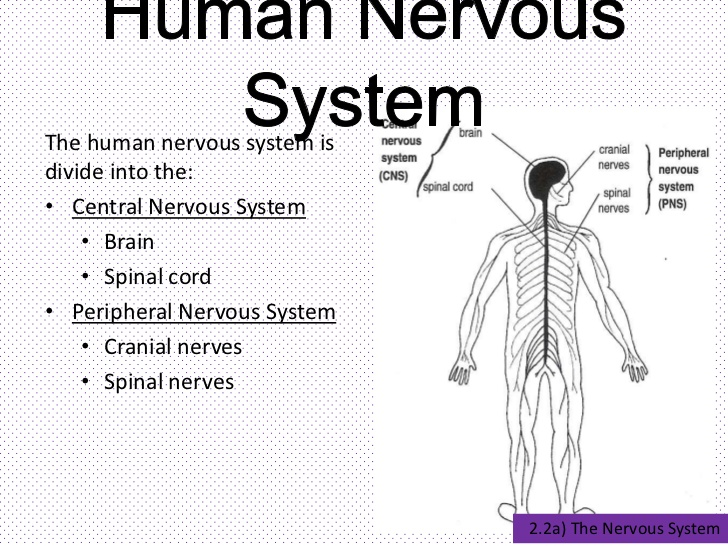 Human Nervous
System
The human nervous system is
divide into the:
• Central Nervous System
• Brain
• Spinal cord
• Peripheral Nervous System
• Cranial nerves
• Spinal nerves
Central
nervous
system
(CNS)
brain
spinal cord
cranial
nerves
spinal
nerves
Peripheral
nervous
system
(PNS)
2.2a) The Nervous System